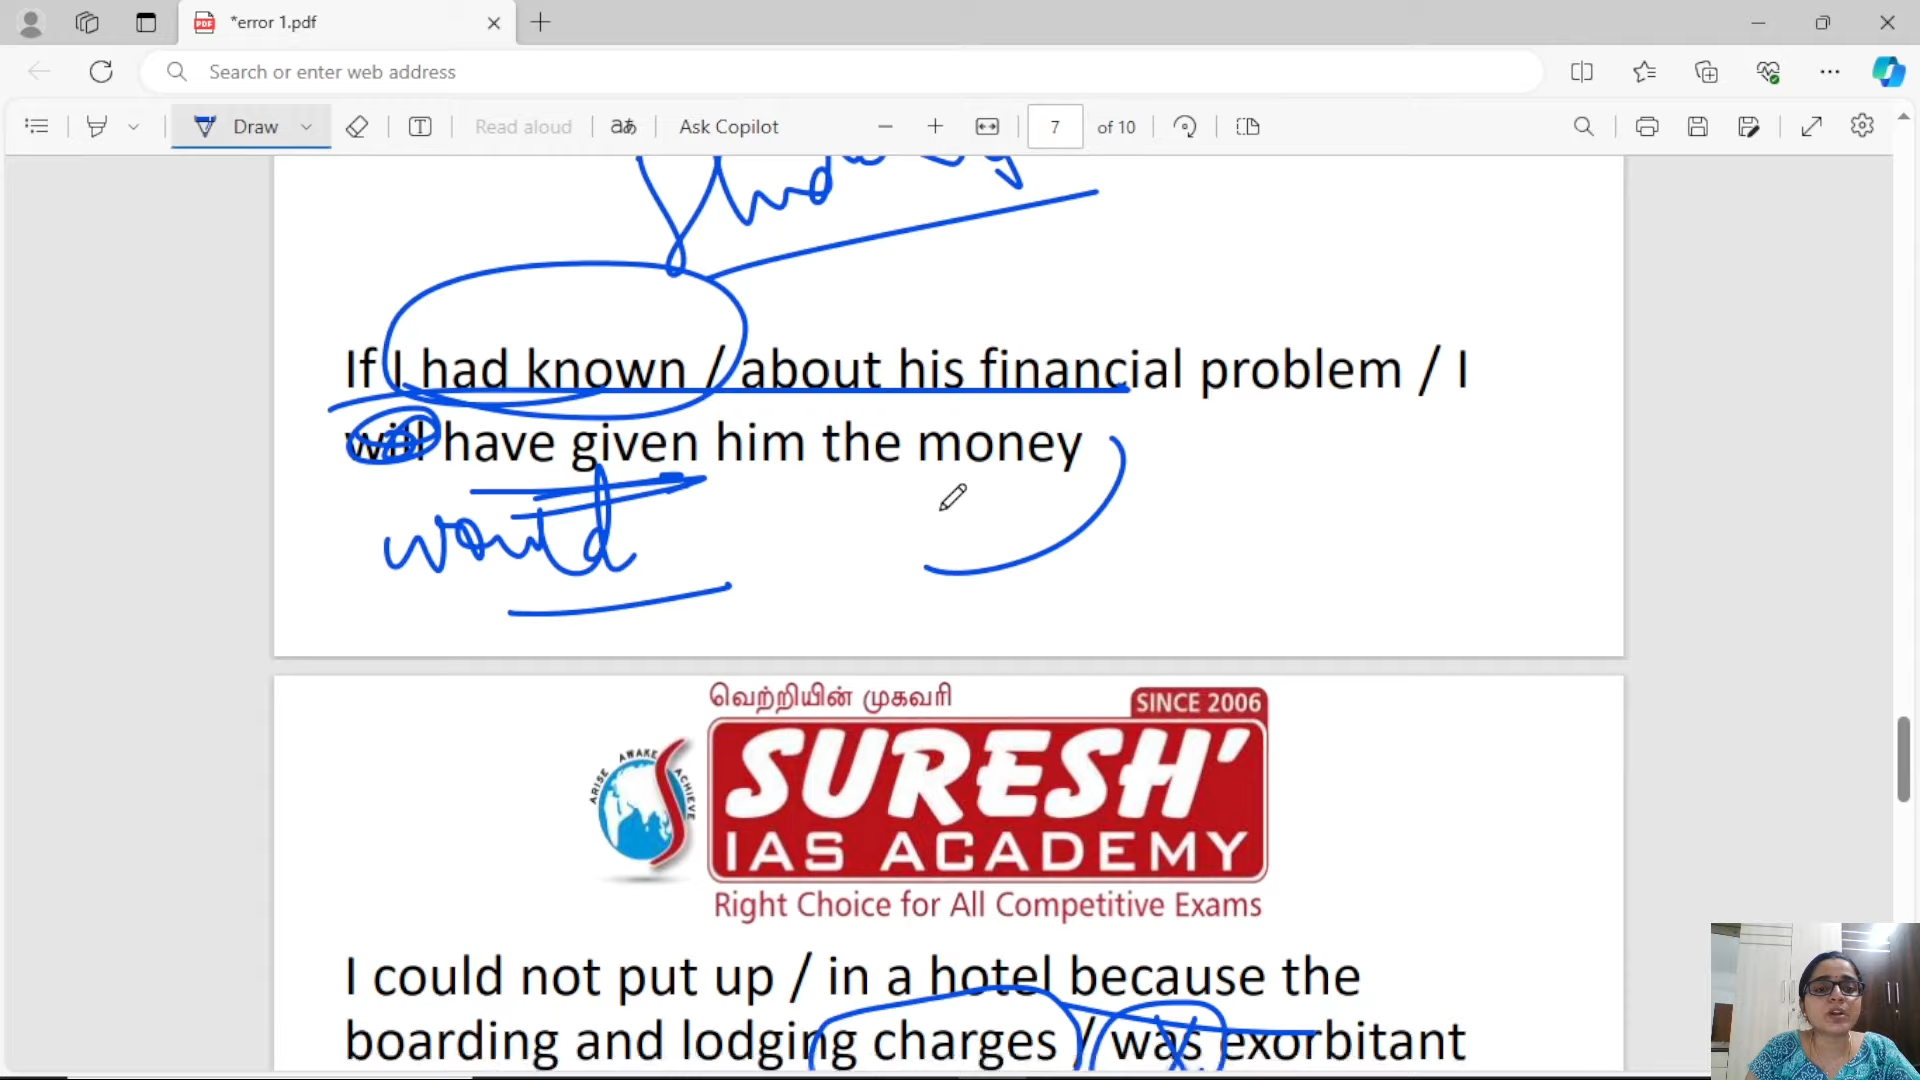 *error 1.pdf
Search or enter web address
Draw
Read aloud
aあ
Ask Copilot
7
of 10
If I had known / about his financial problem / I
will have given him the money
would
வெற்றியின் முகவரி
SINCE 2006
ARISE AWAKE ACHIEVE
SURESH'
IAS ACADEMY
Right Choice for All Competitive Exams
I could not put up / in a hotel because the
boarding and lodging charges / was exorbitant